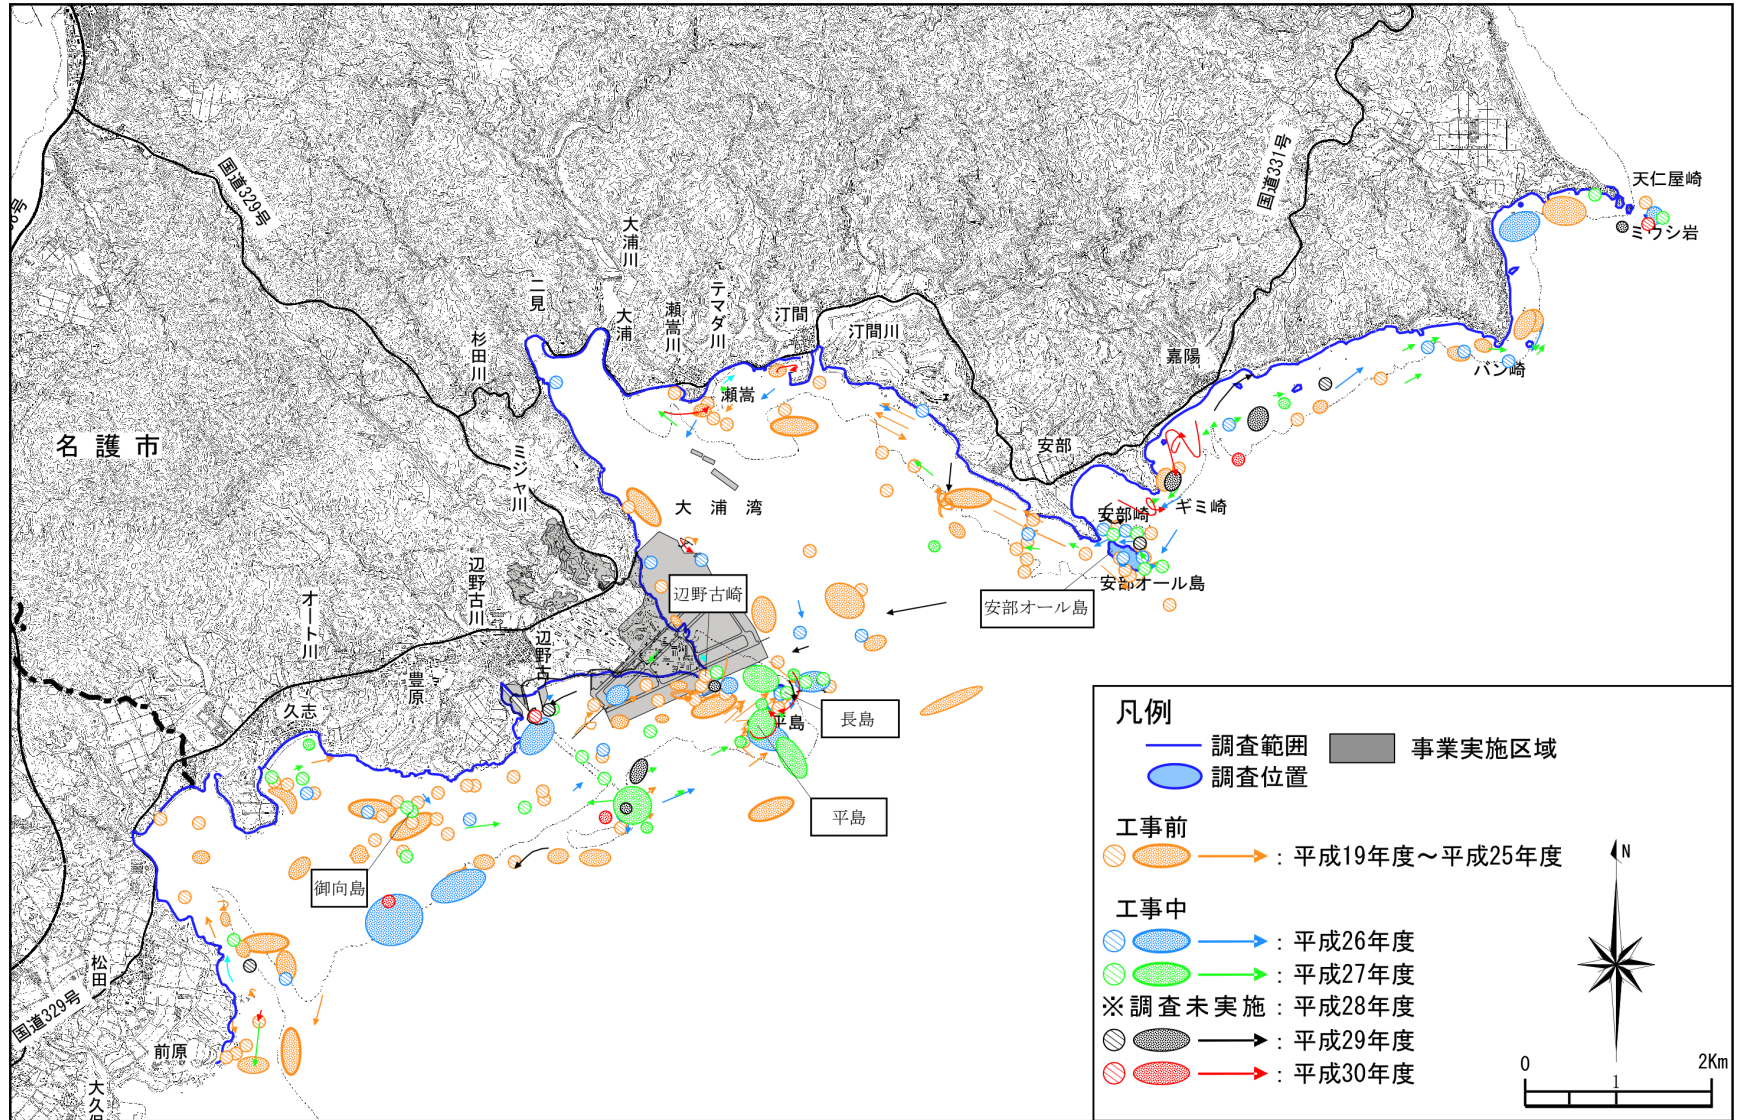 天仁屋崎
ミウシ岩
国道331号
国道329号
8号
大浦川
二見
大浦
瀬嵩川
テマダ川
汀間
汀間川
杉田川
瀬嵩
嘉陽
バン崎
名護市
ミジャ川
安部
大浦湾
安部崎
ギミ崎
辺野古川
辺野古崎
安部オール島
安部オール島
オート川
辺野古
豊原
久志
長島
平島
平島
御向島
松田
国道329号
前原
大久保
凡例
調査範囲
事業実施区域
調査位置
工事前
：平成19年度～平成25年度
工事中
：平成26年度
：平成27年度
※調査未実施：平成28年度
：平成29年度
：平成30年度
N
0
1
2Km